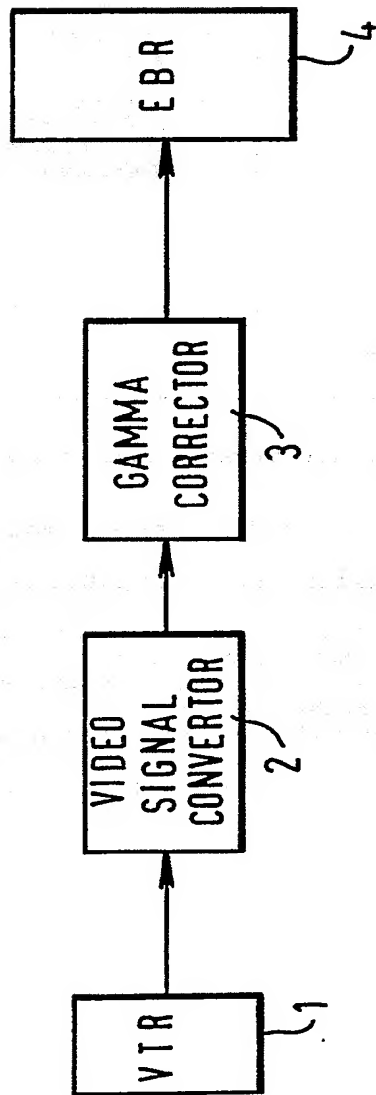 VTR
1
VIDEO
SIGNAL
CONVERTOR
2
GAMMA
CORRECTOR
3
EBR
4